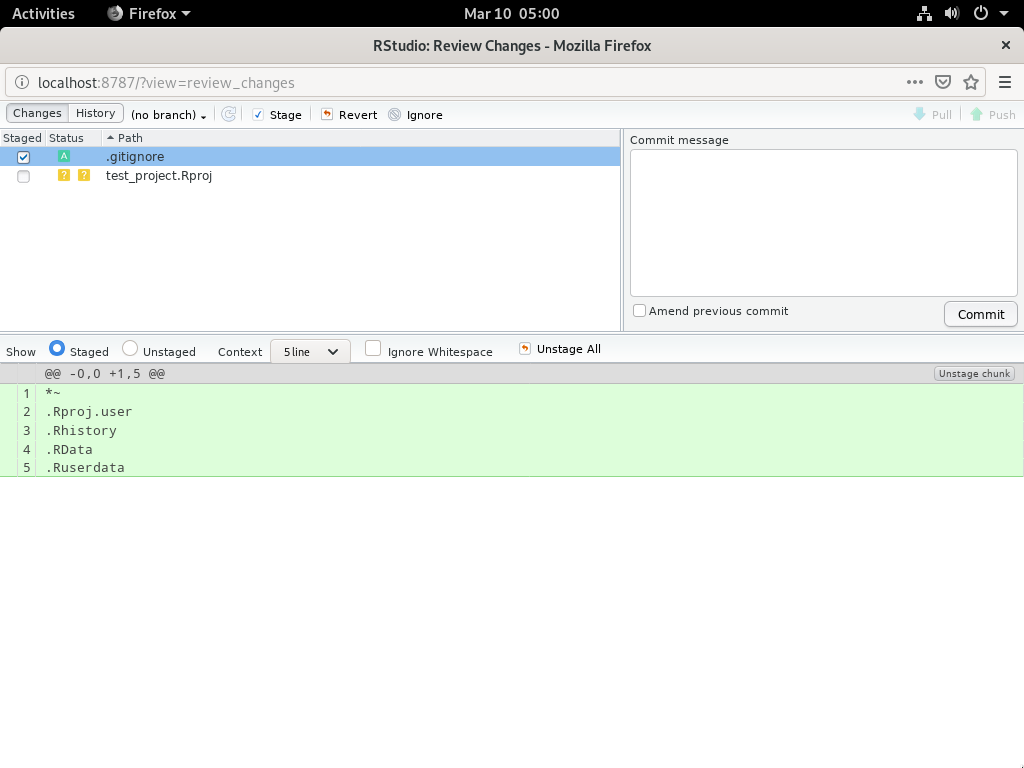 Activities Firefox Mar 10 05:00
RStudio: Review Changes - Mozilla Firefox ×
localhost:8787/?view=review_changes
Changes History (no branch) Stage Revert Ignore Pull Push
Staged Status Path
A .gitignore
? ? test_project.Rproj
Commit message
Amend previous commit Commit
Show Staged Unstaged Context 5 line Ignore Whitespace Unstage All
@@ -0,0 +1,5 @@ Unstage chunk
1 *~
2 .Rproj.user
3 .Rhistory
4 .RData
5 .Ruserdata